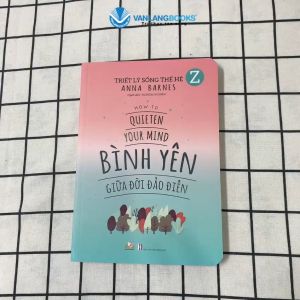 VANLANGBOOKS®
TRIẾT LÝ SỐNG THẾ HỆ Z
ANNA BARNES
HOW TO
QUIETEN
YOUR MIND
BÌNH YÊN
GIỮA ĐỜI ĐẢO ĐIÊN